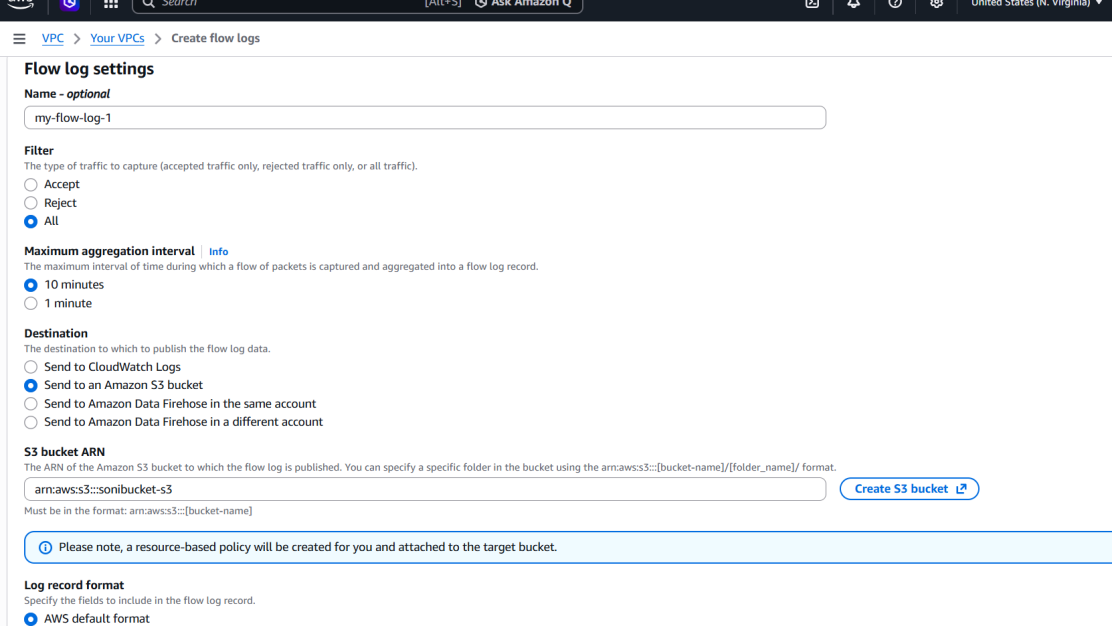 aws
Search
[Alt+S]
Ask Amazon Q
United States (N. Virginia)
VPC > Your VPCs > Create flow logs
Flow log settings
Name - optional
my-flow-log-1
Filter
The type of traffic to capture (accepted traffic only, rejected traffic only, or all traffic).
Accept
Reject
All
Maximum aggregation interval | Info
The maximum interval of time during which a flow of packets is captured and aggregated into a flow log record.
10 minutes
1 minute
Destination
The destination to which to publish the flow log data.
Send to CloudWatch Logs
Send to an Amazon S3 bucket
Send to Amazon Data Firehose in the same account
Send to Amazon Data Firehose in a different account
S3 bucket ARN
The ARN of the Amazon S3 bucket to which the flow log is published. You can specify a specific folder in the bucket using the arn:aws:s3:::[bucket-name]/[folder_name]/ format.
arn:aws:s3:::sonibucket-s3
Create S3 bucket
Must be in the format: arn:aws:s3:::[bucket-name]
Please note, a resource-based policy will be created for you and attached to the target bucket.
Log record format
Specify the fields to include in the flow log record.
AWS default format